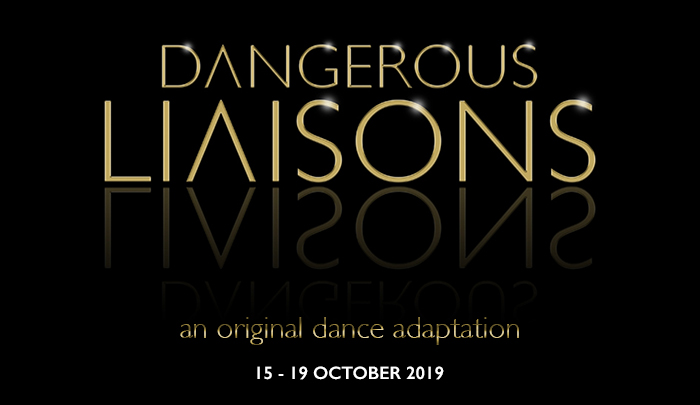 DANGEROUS
LIAISONS
an original dance adaptation
15 - 19 OCTOBER 2019